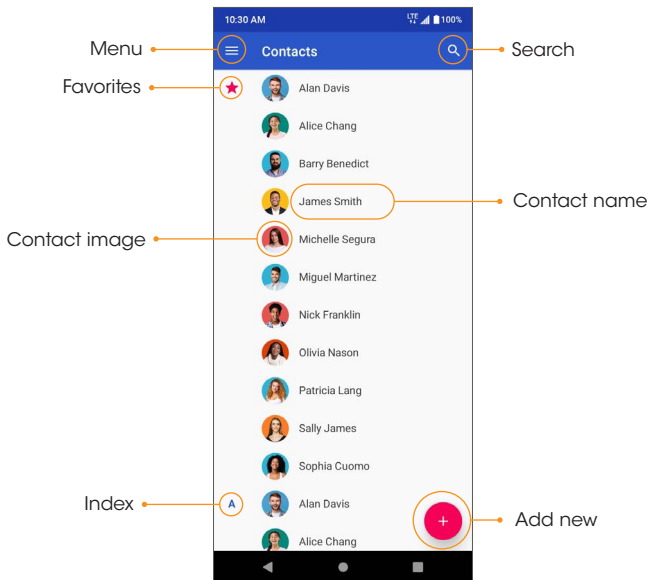 10:30 AM
LTE
100%
Menu
Contacts
Search
Favorites
Alan Davis
Alice Chang
Barry Benedict
James Smith
Contact name
Contact image
Michelle Segura
Miguel Martinez
Nick Franklin
Olivia Nason
Patricia Lang
Sally James
Sophia Cuomo
Index
A
Alan Davis
+
Add new
Alice Chang